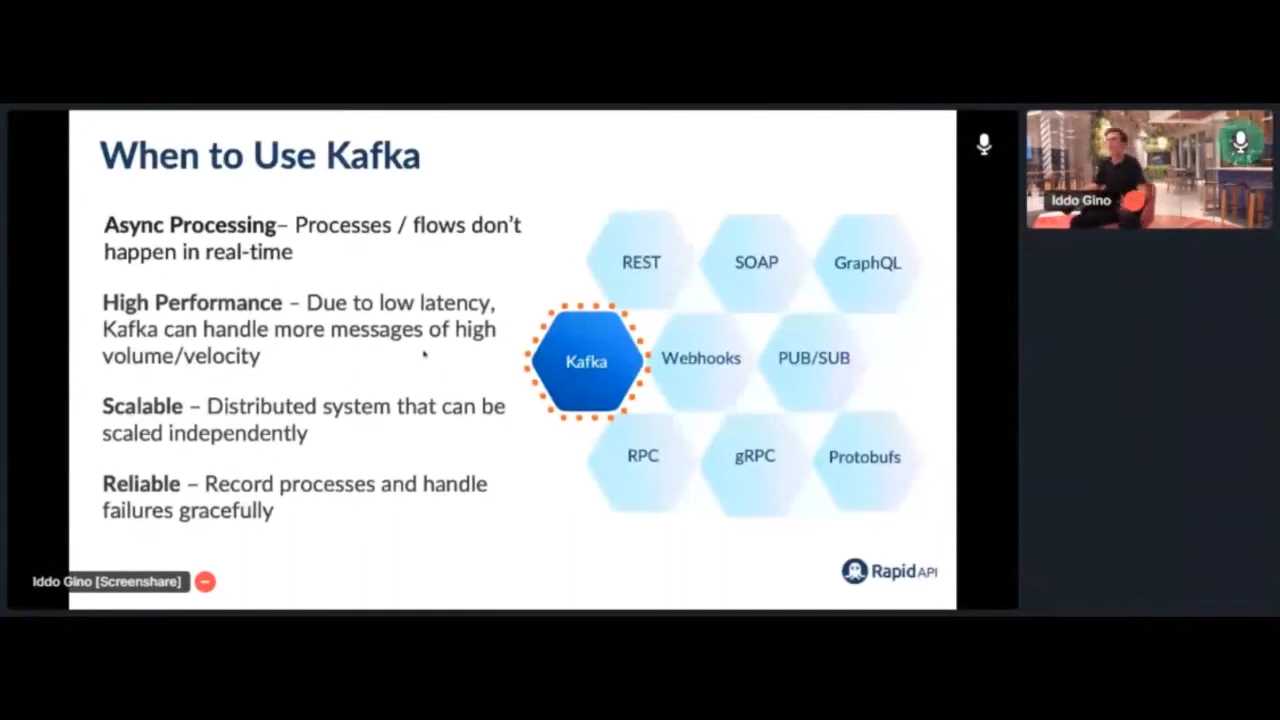 When to Use Kafka
Async Processing– Processes / flows don't
happen in real-time
High Performance – Due to low latency,
Kafka can handle more messages of high
volume/velocity
Scalable – Distributed system that can be
scaled independently
Reliable – Record processes and handle
failures gracefully
REST
SOAP
GraphQL
Kafka
Webhooks
PUB/SUB
RPC
gRPC
Protobufs
Rapid API
Iddo Gino [Screenshare]
Iddo Gino